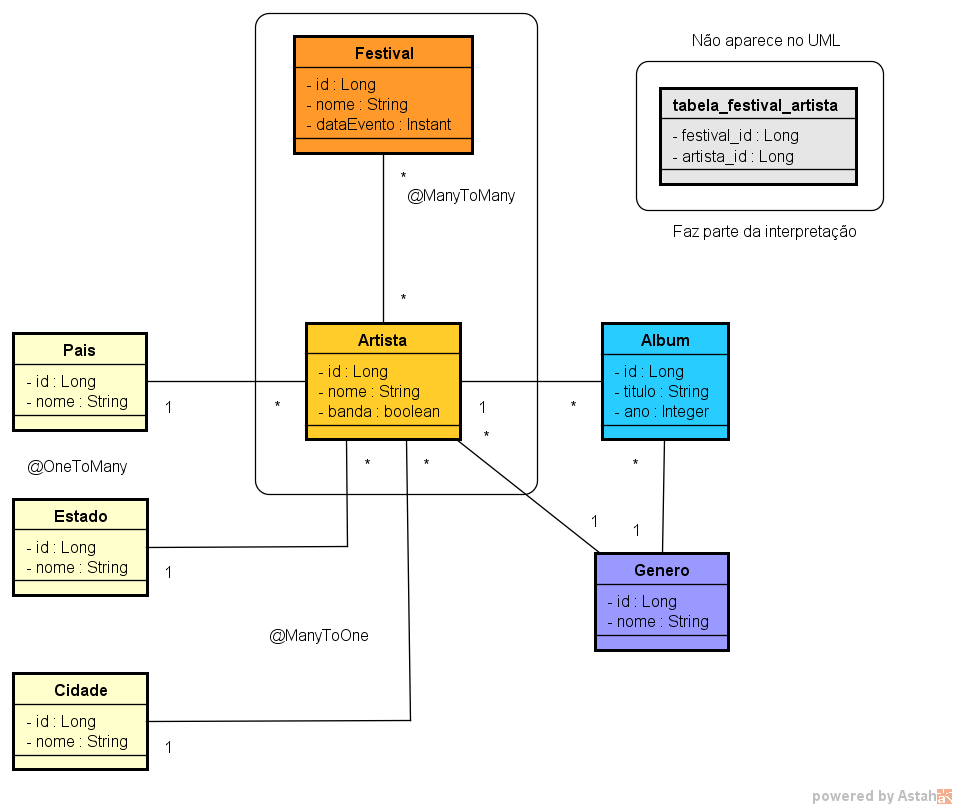 Não aparece no UML
Festival
- id : Long
- nome : String
- dataEvento : Instant
tabela_festival_artista
- festival_id : Long
- artista_id : Long
Faz parte da interpretação
*
@ManyToMany
*
Pais
- id : Long
- nome : String
1
*
Artista
- id : Long
- nome : String
- banda : boolean
1
*
Album
- id : Long
- titulo : String
- ano : Integer
*
*
*
*
@OneToMany
Estado
- id : Long
- nome : String
1
1
1
Genero
- id : Long
- nome : String
@ManyToOne
Cidade
- id : Long
- nome : String
1
powered by Astah